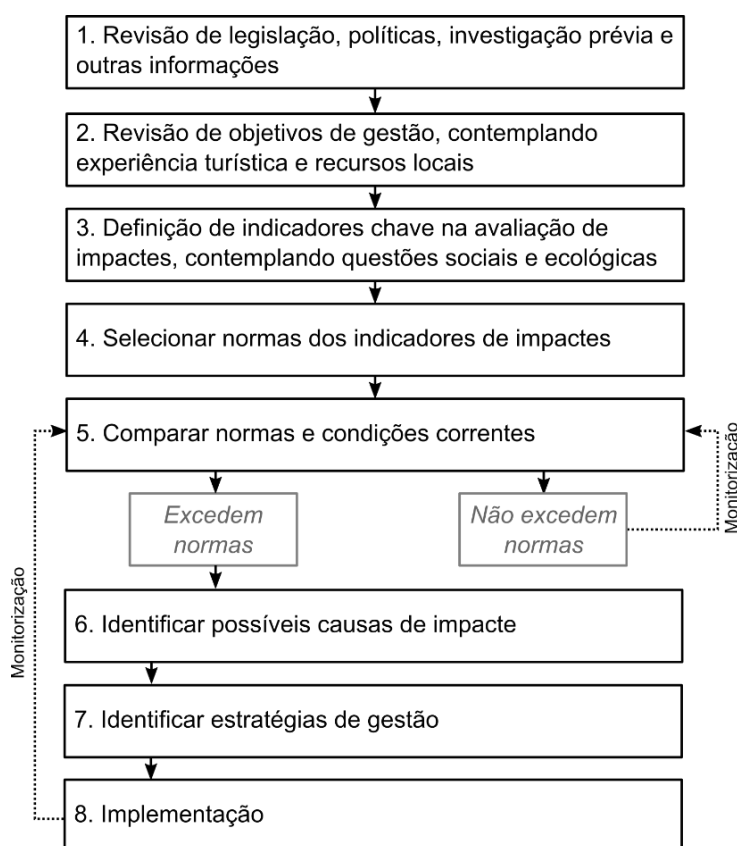 1. Revisão de legislação, políticas, investigação prévia e
outras informações
2. Revisão de objetivos de gestão, contemplando
experiência turística e recursos locais
3. Definição de indicadores chave na avaliação de
impactes, contemplando questões sociais e ecológicas
4. Selecionar normas dos indicadores de impactes
5. Comparar normas e condições correntes
Monitorização
Excedem
normas
Não excedem
normas
Monitorização
6. Identificar possíveis causas de impacte
7. Identificar estratégias de gestão
8. Implementação